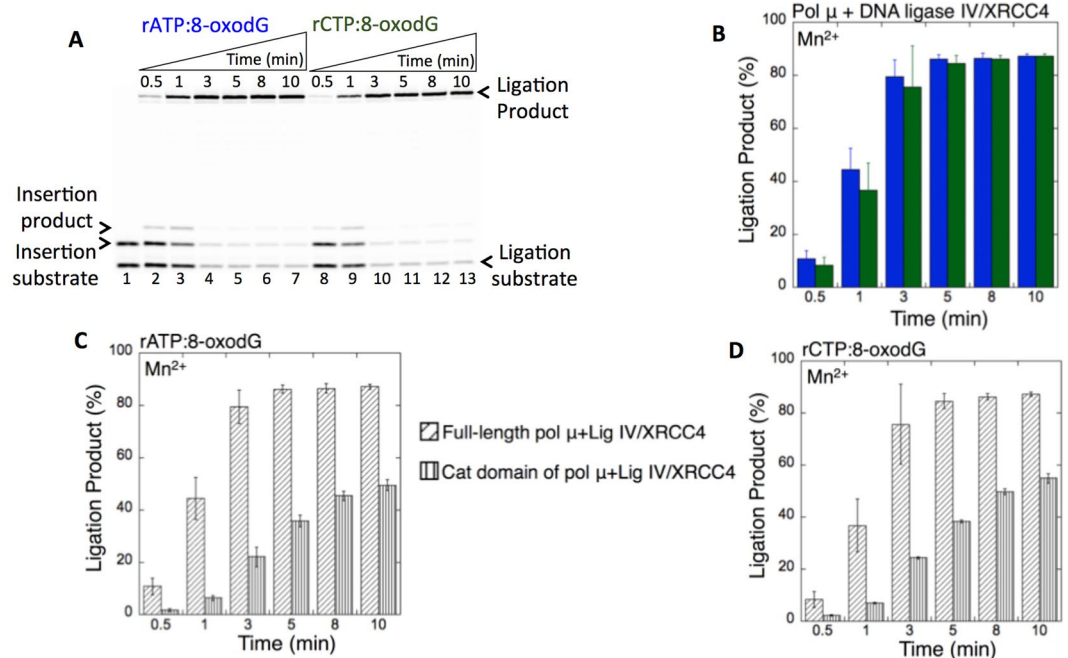 A
rATP:8-oxodG rCTP:8-oxodG
Time (min) Time (min)
0.5 1 3 5 8 10 0.5 1 3 5 8 10
Ligation
Product
Insertion
product
Insertion
substrate
Ligation
substrate
1 2 3 4 5 6 7 8 9 10 11 12 13
B
Pol μ + DNA ligase IV/XRCC4
Mn²⁺
Ligation Product (%)
100
80
60
40
20
0
0.5 1 3 5 8 10
Time (min)
C
rATP:8-oxodG
Mn²⁺
Ligation Product (%)
100
80
60
40
20
0
0.5 1 3 5 8 10
Time (min)
Full-length pol μ+Lig IV/XRCC4
Cat domain of pol μ+Lig IV/XRCC4
D
rCTP:8-oxodG
Mn²⁺
Ligation Product (%)
100
80
60
40
20
0
0.5 1 3 5 8 10
Time (min)